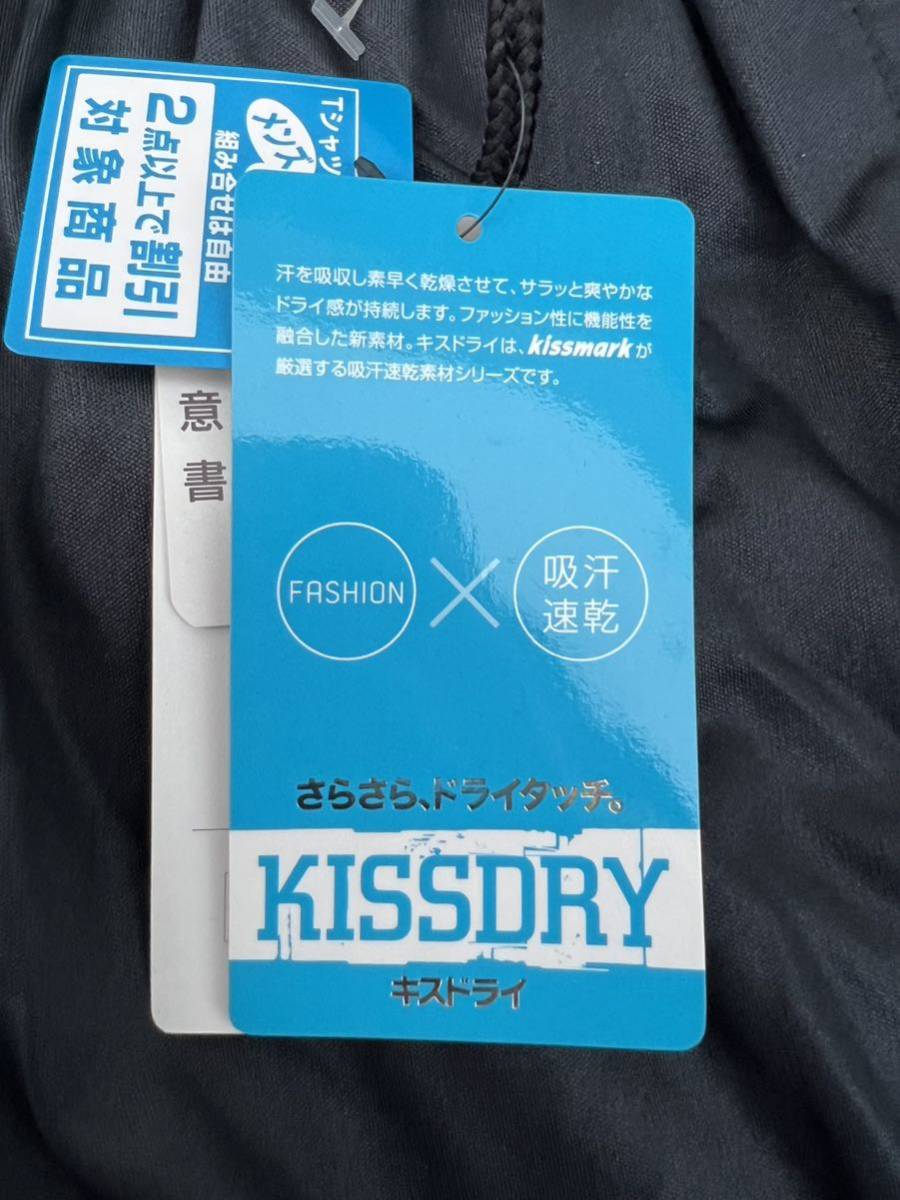 Tシャツ
メンズ
組み合せは自由
2点以上で割引
対象商品
意
書
汗を吸収し素早く乾燥させて、サラッと爽やかな
ドライ感が持続します。ファッション性に機能性を
融合した新素材。キスドライは、kissmarkが
厳選する吸汗速乾素材シリーズです。
FASHION × 吸汗
速乾
さらさら、ドライタッチ。
KISSDRY
キスドライ